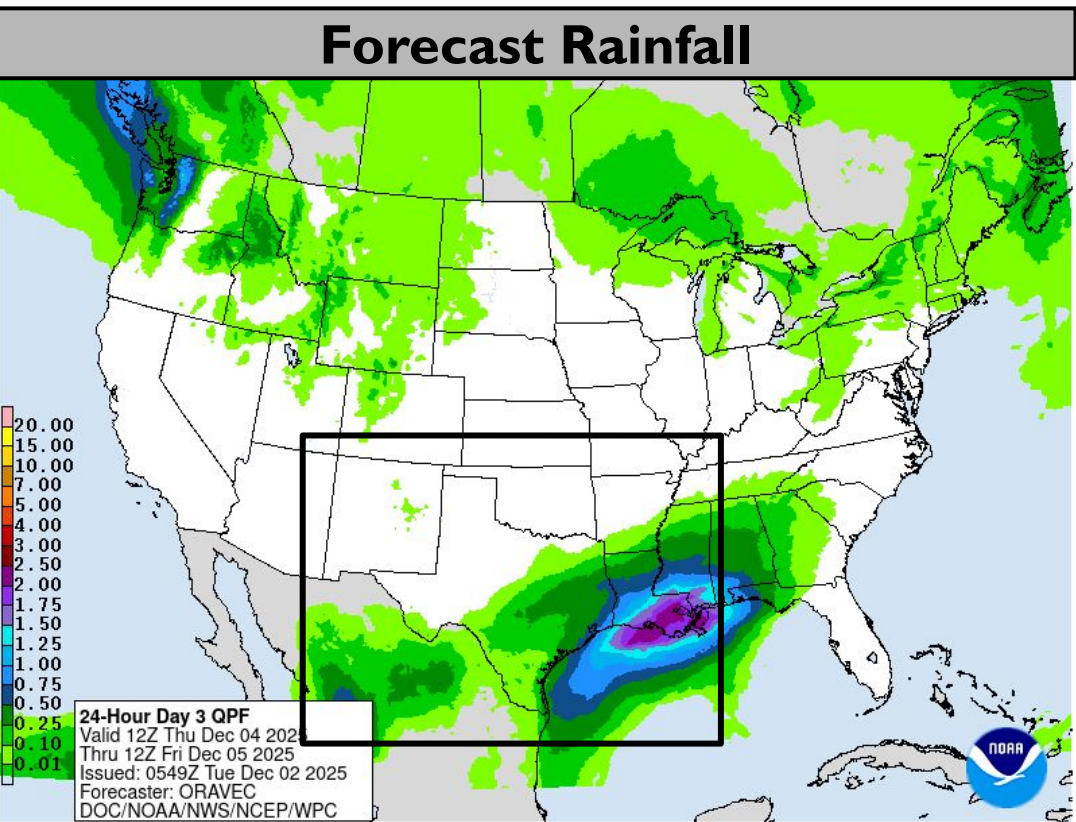 Forecast Rainfall
20.00
15.00
10.00
7.00
5.00
4.00
3.00
2.50
2.00
1.75
1.50
1.25
1.00
0.75
0.50
0.25
0.10
0.01
24-Hour Day 3 QPF
Valid 12Z Thu Dec 04 2025
Thru 12Z Fri Dec 05 2025
Issued: 0549Z Tue Dec 02 2025
Forecaster: ORAVEC
DOC/NOAA/NWS/NCEP/WPC
NOAA